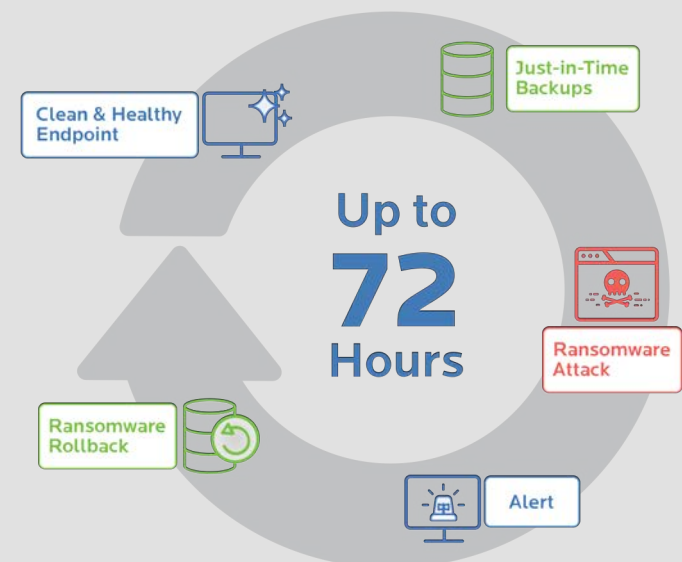 Clean & Healthy
Endpoint
Just-in-Time
Backups
Up to
72
Hours
Ransomware
Attack
Ransomware
Rollback
Alert